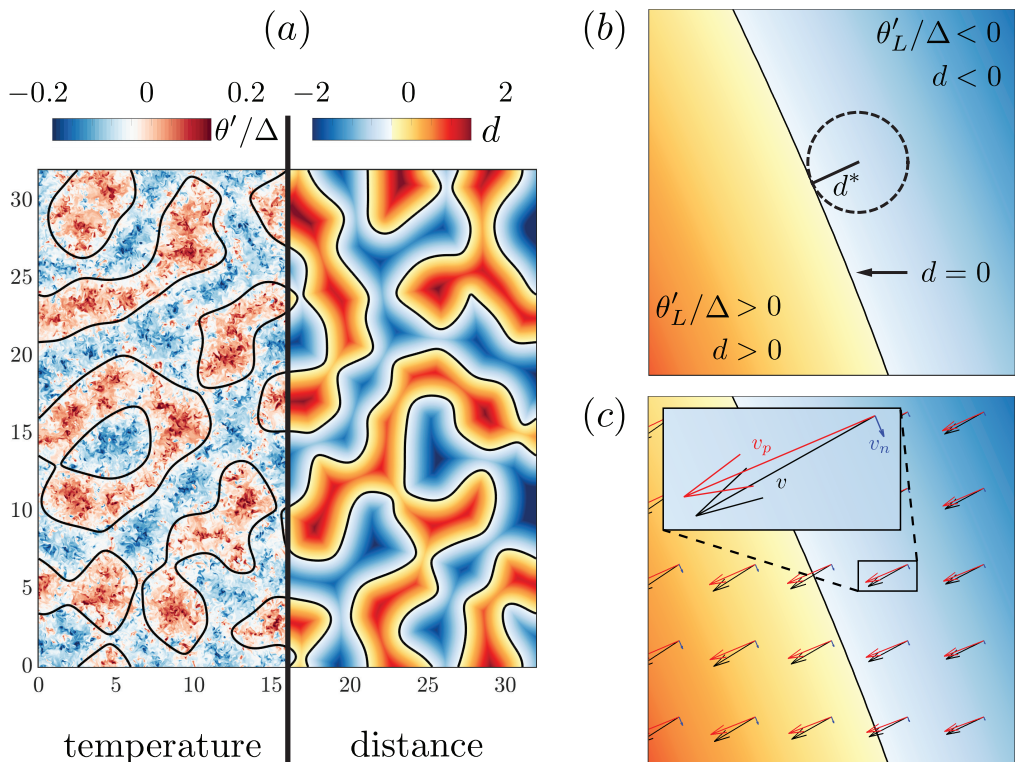 (a)
−0.2 0 0.2 −2 0 2
θ′/Δ d
30
25
20
15
10
5
0
0 5 10 15 20 25 30
temperature distance
(b)
θ′_L/Δ < 0
d < 0
d*
d = 0
θ′_L/Δ > 0
d > 0
(c)
v_p
v_n
v